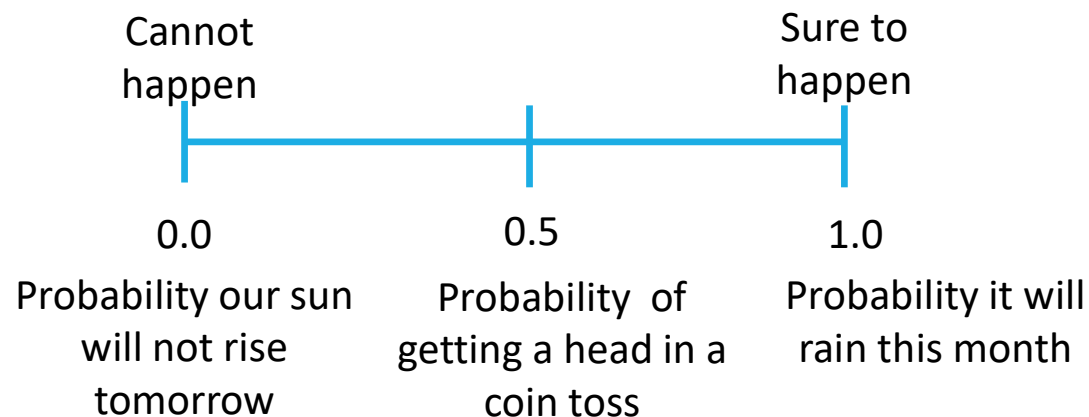 Cannot
happen
Sure to
happen
0.0
0.5
1.0
Probability our sun
will not rise
tomorrow
Probability of
getting a head in a
coin toss
Probability it will
rain this month